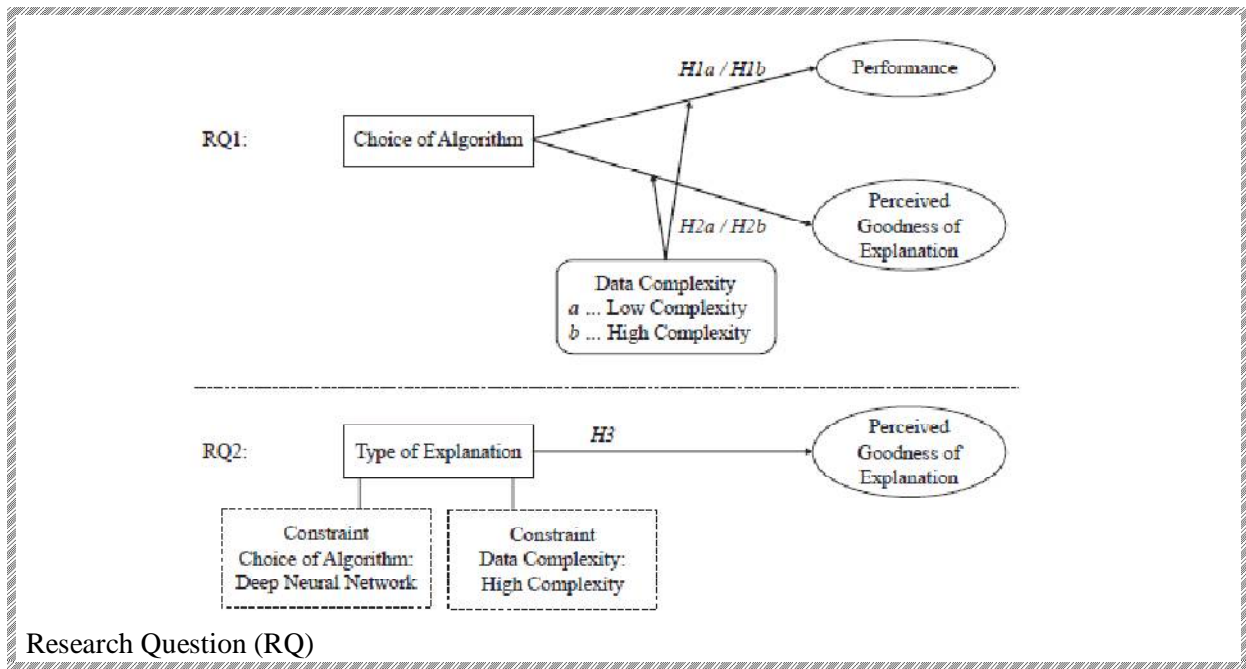 H1a / H1b
Performance
RQ1:
Choice of Algorithm
Perceived
Goodness of
Explanation
H2a / H2b
Data Complexity
a ... Low Complexity
b ... High Complexity
RQ2:
Type of Explanation
H3
Perceived
Goodness of
Explanation
Constraint
Choice of Algorithm:
Deep Neural Network
Constraint
Data Complexity:
High Complexity
Research Question (RQ)